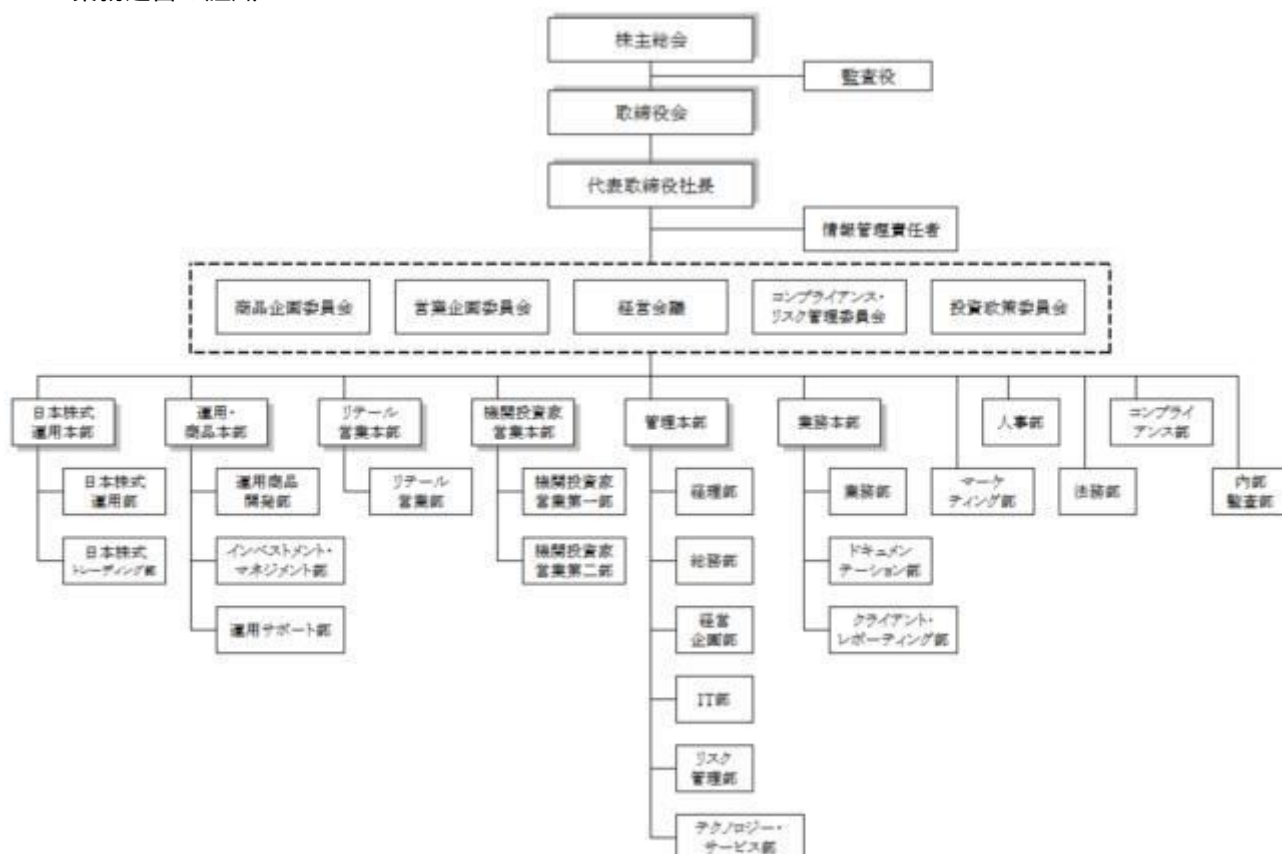 株主総会
監査役
取締役会
代表取締役社長
情報管理責任者
商品企画委員会
営業企画委員会
経営会議
コンプライアンス・
リスク管理委員会
投資政策委員会
日本株式
運用本部
運用・
商品本部
リテール
営業本部
機関投資家
営業本部
管理本部
業務本部
人事部
コンプライ
アンス部
日本株式
運用部
運用商品
開発部
リテール
営業部
機関投資家
営業第一部
経理部
業務部
マーケ
ティング部
法務部
内部
監査部
日本株式
トレーディング部
インベストメント・
マネジメント部
機関投資家
営業第二部
総務部
ドキュメン
テーション部
運用サポート部
経営
企画部
クライアント・
レポーティング部
IT部
リスク
管理部
テクノロジー・
サービス部